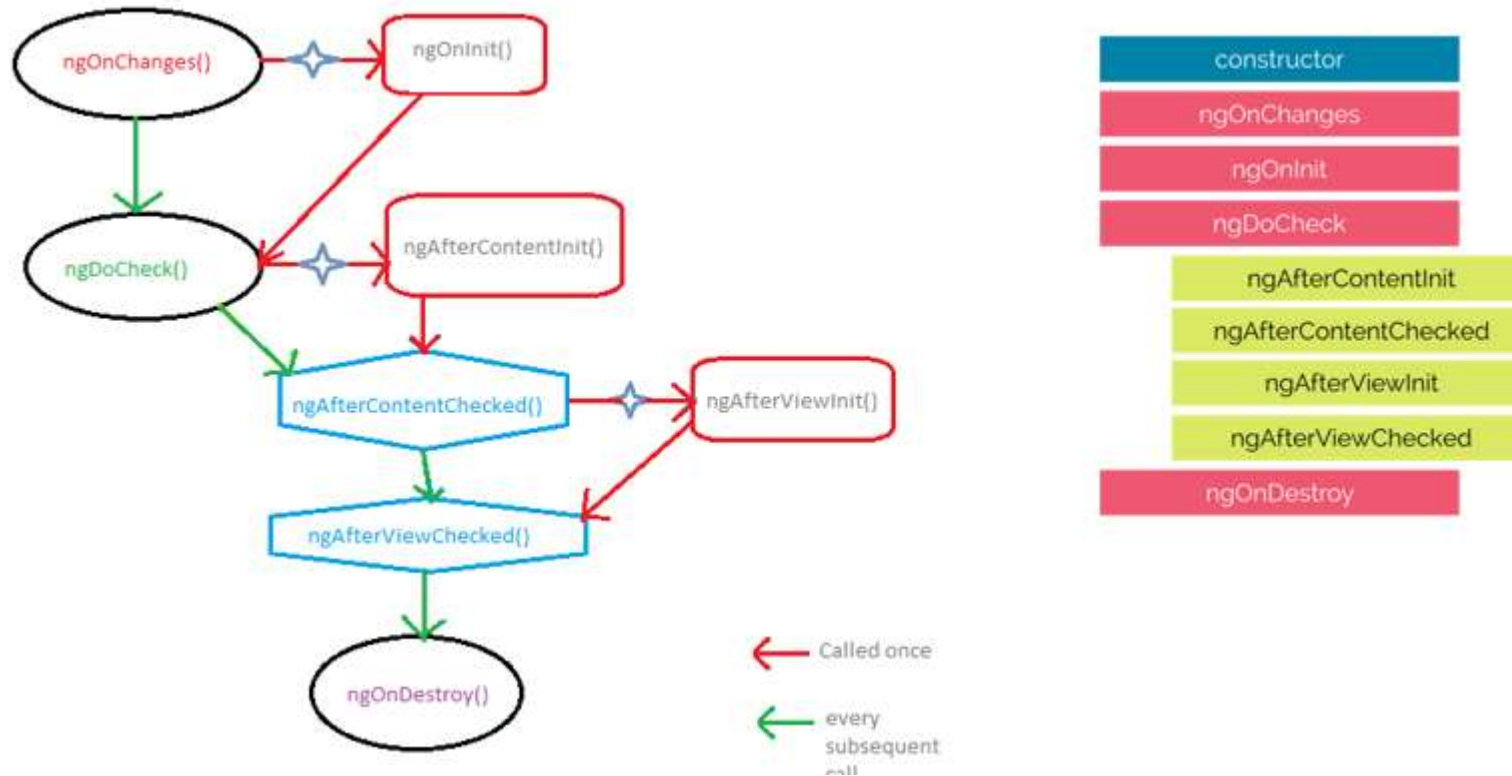 ngOnChanges()
ngOnInit()
ngDoCheck()
ngAfterContentInit()
ngAfterContentChecked()
ngAfterViewInit()
ngAfterViewChecked()
ngOnDestroy()
Called once
every
subsequent
call
constructor
ngOnChanges
ngOnInit
ngDoCheck
ngAfterContentInit
ngAfterContentChecked
ngAfterViewInit
ngAfterViewChecked
ngOnDestroy